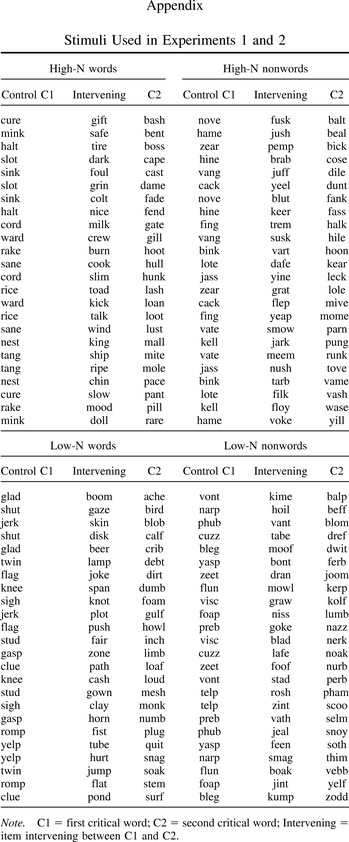 Appendix
Stimuli Used in Experiments 1 and 2
High-N words High-N nonwords
Control C1 Intervening C2 Control C1 Intervening C2
cure gift bash nove fusk balt
mink safe bent hame jush beal
halt tire boss zear pemp bick
slot dark cape hine brab cose
sink foul cast vang juff dile
slot grin dame cack yeel dunt
sink colt fade nove blut fank
halt nice fend hine keer fass
cord milk gate fing trem halk
ward crew gill vang susk hile
rake burn hoot bink vart hoon
sane cook hull lote dafe kear
cord slim hunk jass yine leck
rice toad lash zear grat lole
ward kick loan cack flep mive
rice talk loot fing yeap mome
sane wind lust vate smow parn
nest king mall kell jark pung
tang ship mite vate meem runk
tang ripe mole jass nush tove
nest chin pace bink tarb vame
cure slow pant lote filk vash
rake mood pill kell floy wase
mink doll rare hame voke yill
Low-N words Low-N nonwords
Control C1 Intervening C2 Control C1 Intervening C2
glad boom ache vont kime balp
shut gaze bird narp hoil beff
jerk skin blob phub vant blom
shut disk calf cuzz tabe dref
glad beer crib bleg moof dwit
twin lamp debt yasp bont ferb
flag joke dirt zeet dran joom
knee span dumb flun mowl kerp
sigh knot foam visc graw kolf
jerk plot gulf foap niss lumb
flag push howl preb goke nazz
stud fair inch visc blad nerk
gasp zone limb cuzz lafe noak
clue path loaf zeet foof nurb
knee cash loud vont stad perb
stud gown mesh telp rosh pham
sigh clay monk telp zint scoo
gasp horn numb preb vath selm
romp fist plug phub jeal snoy
yelp tube quit yasp feen soth
yelp hurt snag narp smag thim
twin jump soak flun boak vebb
romp flat stem foap jint yelf
clue pond surf bleg kump zodd
Note. C1 = first critical word; C2 = second critical word; Intervening =
item intervening between C1 and C2.